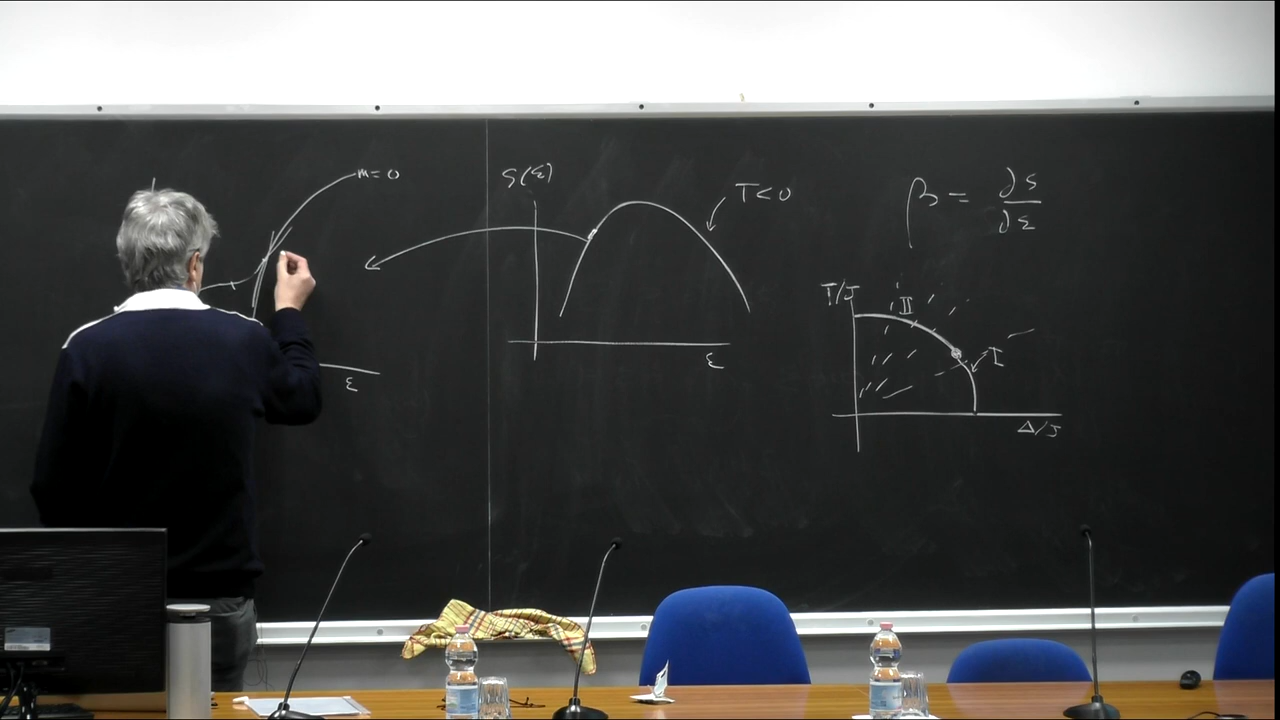 m=0
ε
S(ε)
T<0
ε
β = ∂s/∂ε
T/J
II
I
Δ/J